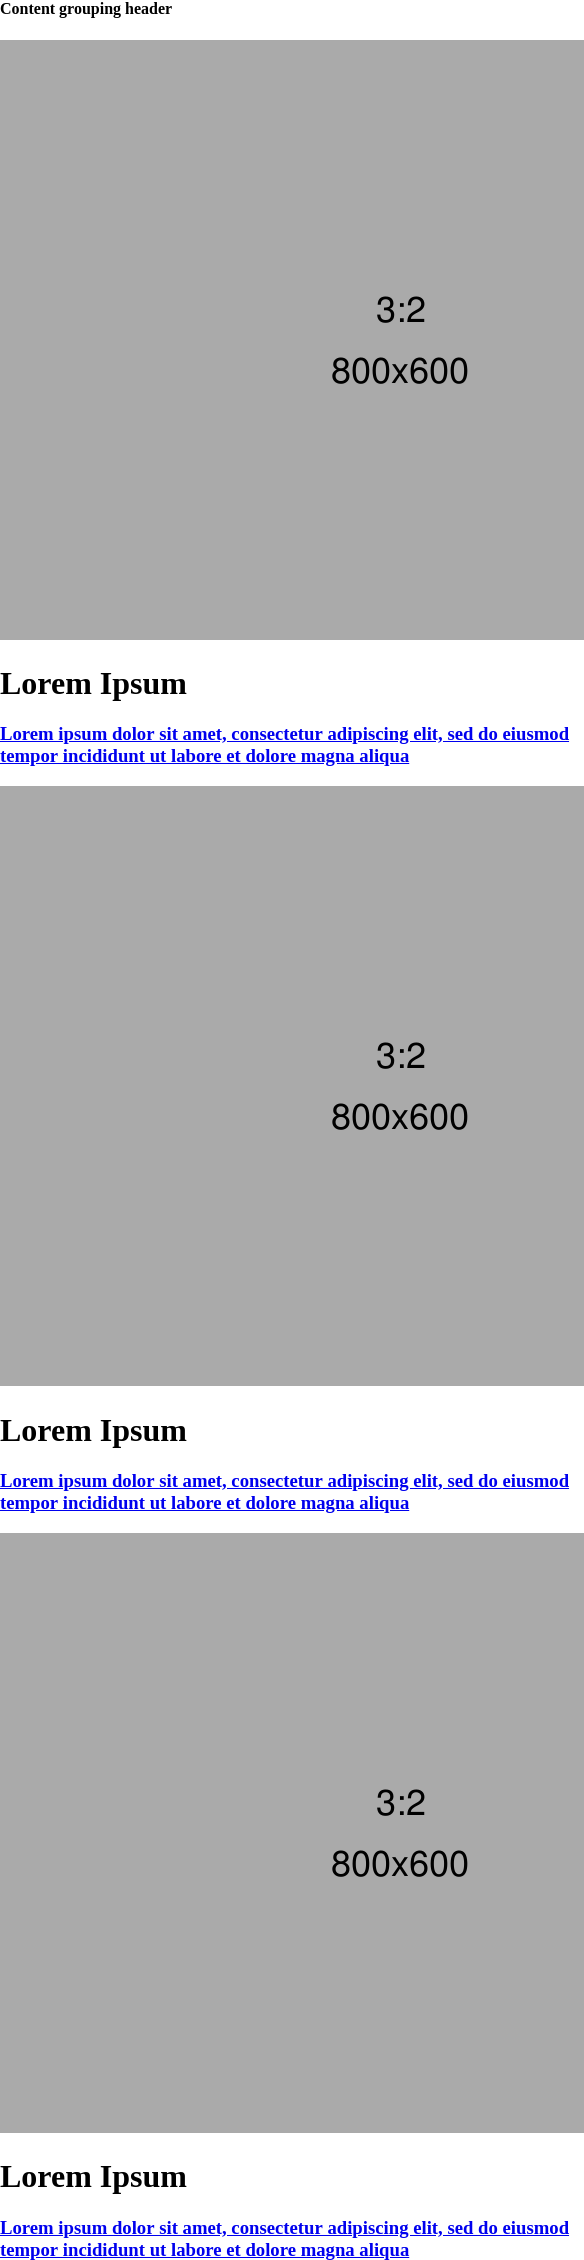 Content grouping header
3:2
800x600
Lorem Ipsum
Lorem ipsum dolor sit amet, consectetur adipiscing elit, sed do eiusmod
tempor incididunt ut labore et dolore magna aliqua
3:2
800x600
Lorem Ipsum
Lorem ipsum dolor sit amet, consectetur adipiscing elit, sed do eiusmod
tempor incididunt ut labore et dolore magna aliqua
3:2
800x600
Lorem Ipsum
Lorem ipsum dolor sit amet, consectetur adipiscing elit, sed do eiusmod
tempor incididunt ut labore et dolore magna aliqua